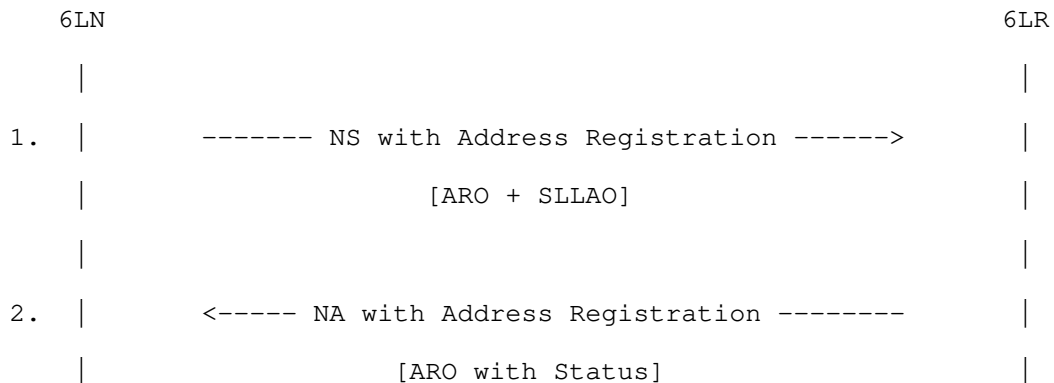 6LN                                                         6LR
 |                                                           |
1. |       ------- NS with Address Registration ------>      |
 |                     [ARO + SLLAO]                         |
 |                                                           |
2. |       <----- NA with Address Registration --------      |
 |                   [ARO with Status]                       |